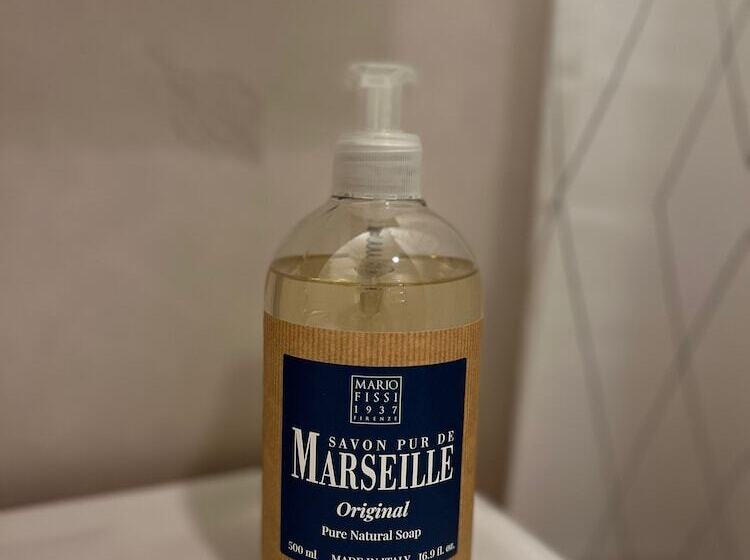 MARIO
FISSI
1937
FIRENZE
SAVON PUR DE
MARSEILLE
Original
Pure Natural Soap
500 ml MADE IN ITALY 16.9 fl. oz.